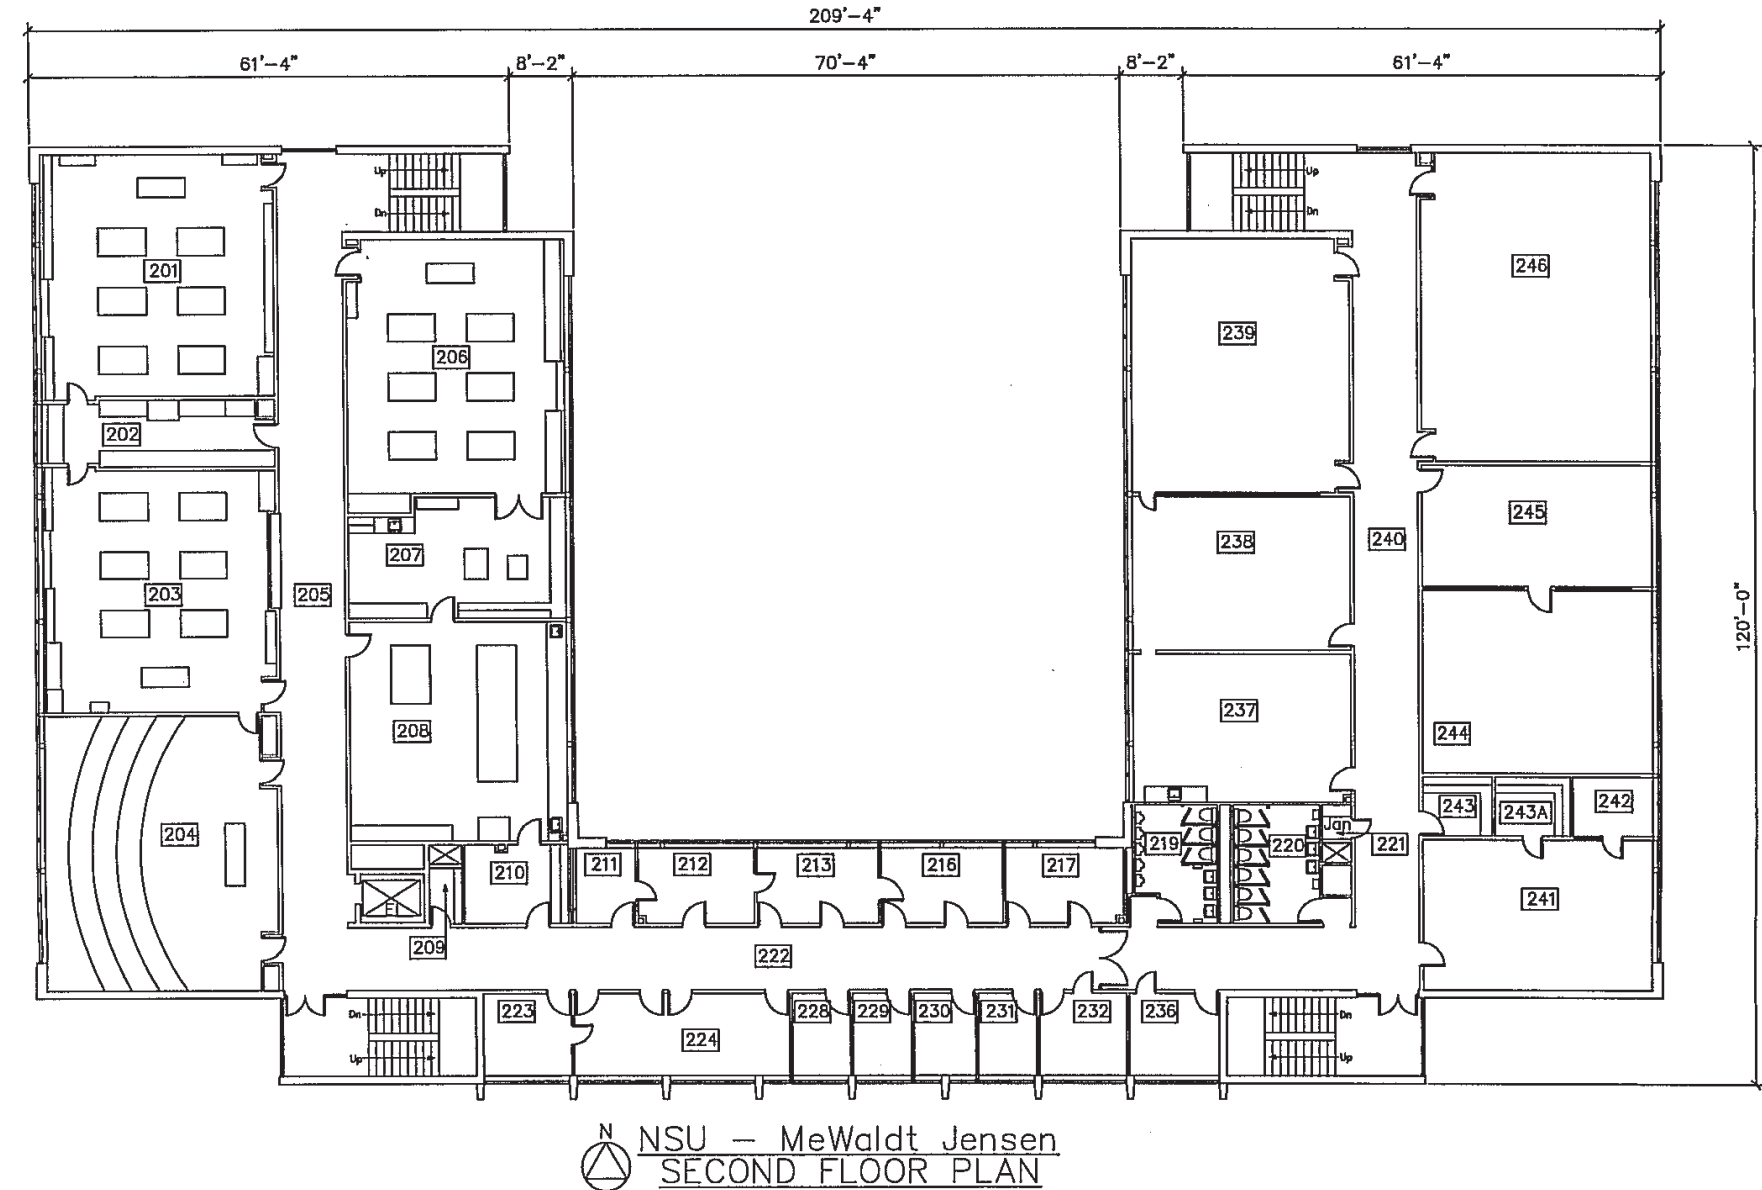 209'-4"
61'-4" 8'-2" 70'-4" 8'-2" 61'-4"
Up Up
Dn Dn
201 246
239
206
202
245
238 240
207
203 205
120'-0"
237
208 244
243 243A 242
204 Jan
219 220 221
210 211 212 213 216 217
241
EL
209 222
223 228 229 230 231 232 236
Dn Dn
224
Up Up
N
NSU - MeWaldt Jensen
SECOND FLOOR PLAN